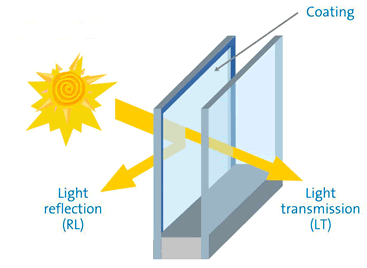 Coating
Light
reflection
(RL)
Light
transmission
(LT)